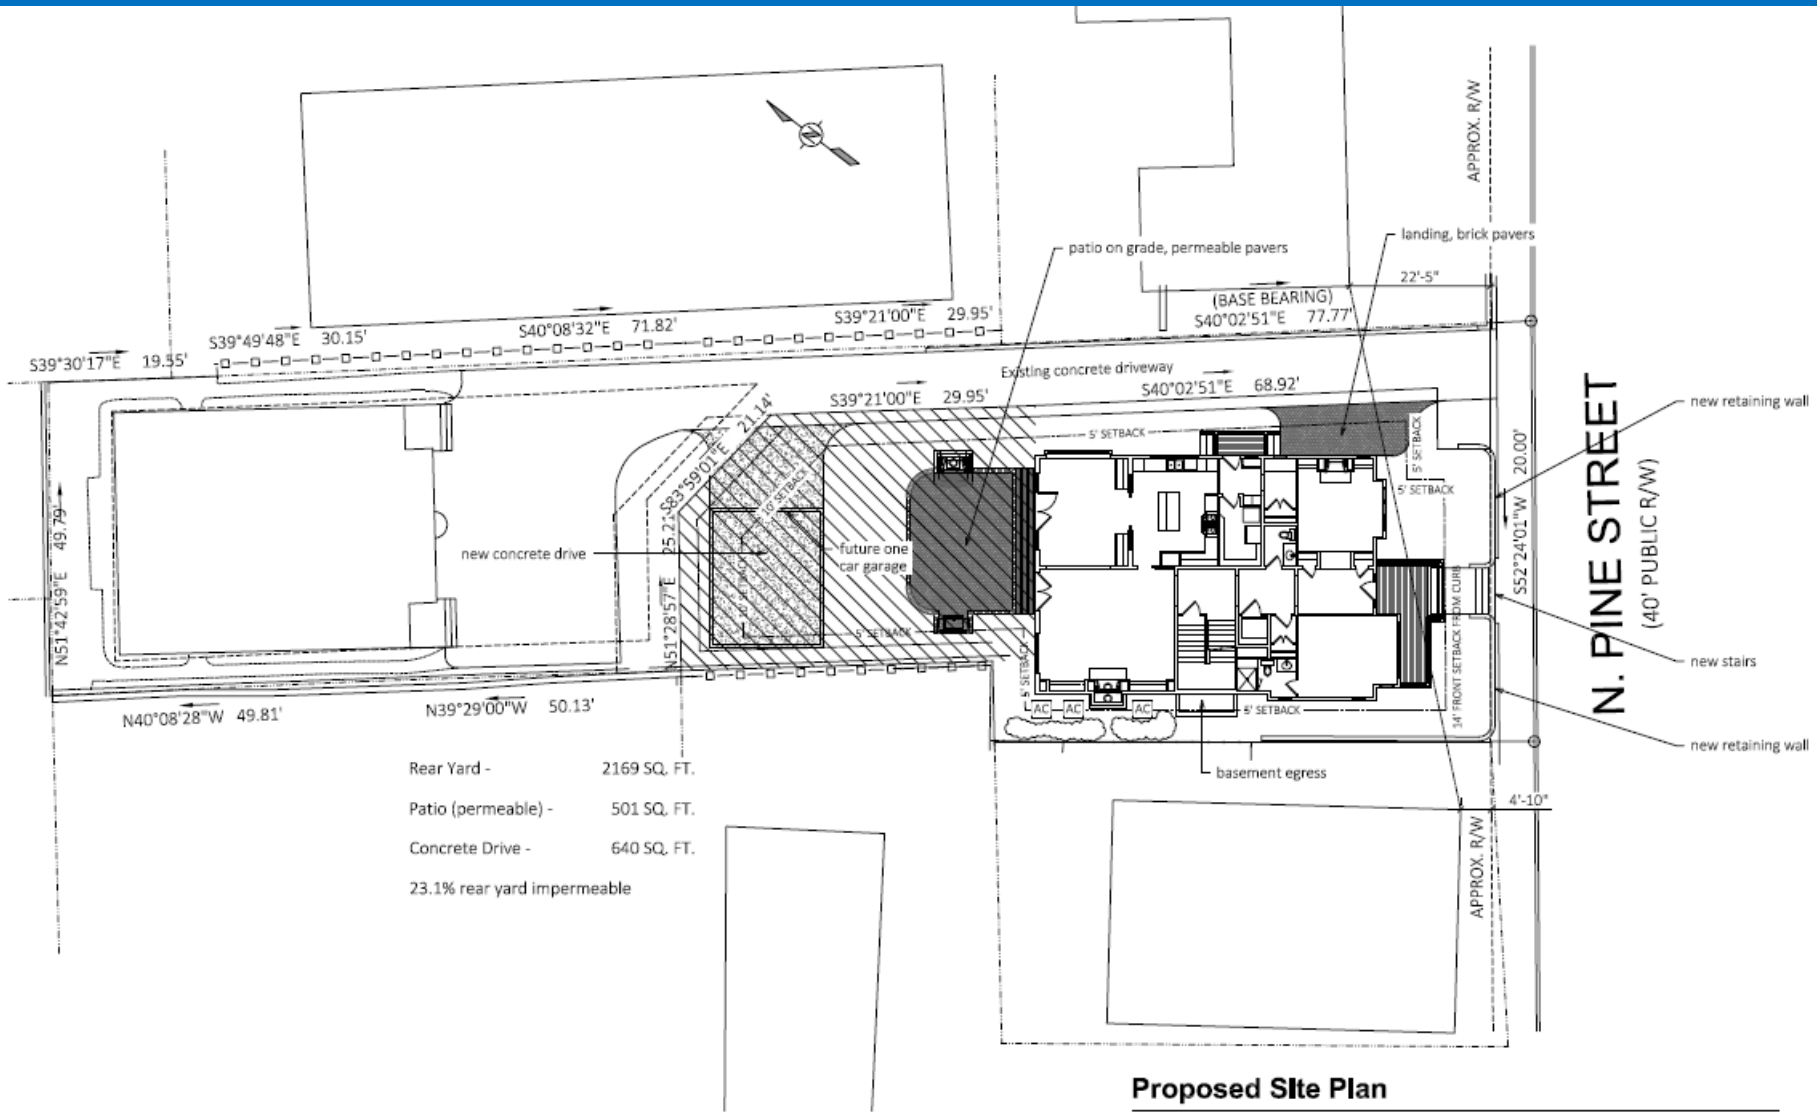 APPROX. R/W
landing, brick pavers
patio on grade, permeable pavers
22'-5"
(BASE BEARING)
S40°02'51"E 77.77'
S39°21'00"E 29.95'
S40°08'32"E 71.82'
S39°49'48"E 30.15'
S39°30'17"E 19.55'
Existing concrete driveway
S40°02'51"E 68.92'
S39°21'00"E 29.95'
new retaining wall
S83°59'01"E 21.14'
5' SETBACK
5' SETBACK
5' SETBACK
10' SETBACK
N. PINE STREET
(40' PUBLIC R/W)
S52°24'01"W 20.00'
N51°42'59"E 49.79'
new concrete drive
N51°28'57"E 25.21'
future one
car garage
10' SETBACK
5' SETBACK
5' SETBACK
14' FRONT SETBACK FROM CURB
new stairs
AC
AC
AC
5' SETBACK
N40°08'28"W 49.81'
N39°29'00"W 50.13'
new retaining wall
basement egress
Rear Yard - 2169 SQ. FT.
Patio (permeable) - 501 SQ. FT.
Concrete Drive - 640 SQ. FT.
23.1% rear yard impermeable
4'-10"
APPROX. R/W
Proposed SIte Plan